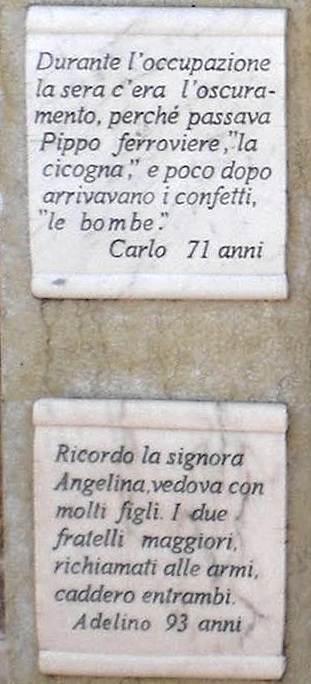 Durante l'occupazione
la sera c'era l'oscura-
mento, perché passava
Pippo ferroviere,"la
cicogna," e poco dopo
arrivavano i confetti,
"le bombe".
Carlo 71 anni
Ricordo la signora
Angelina,vedova con
molti figli. I due
fratelli maggiori,
richiamati alle armi,
caddero entrambi.
Adelino 93 anni